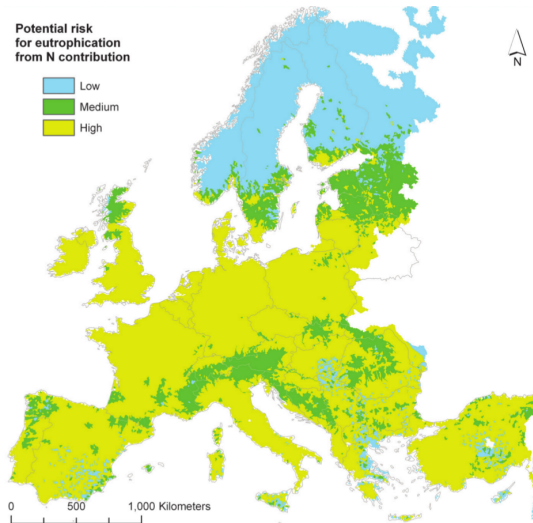 Potential risk
for eutrophication
from N contribution
Low
Medium
High
N
0 500 1,000 Kilometers